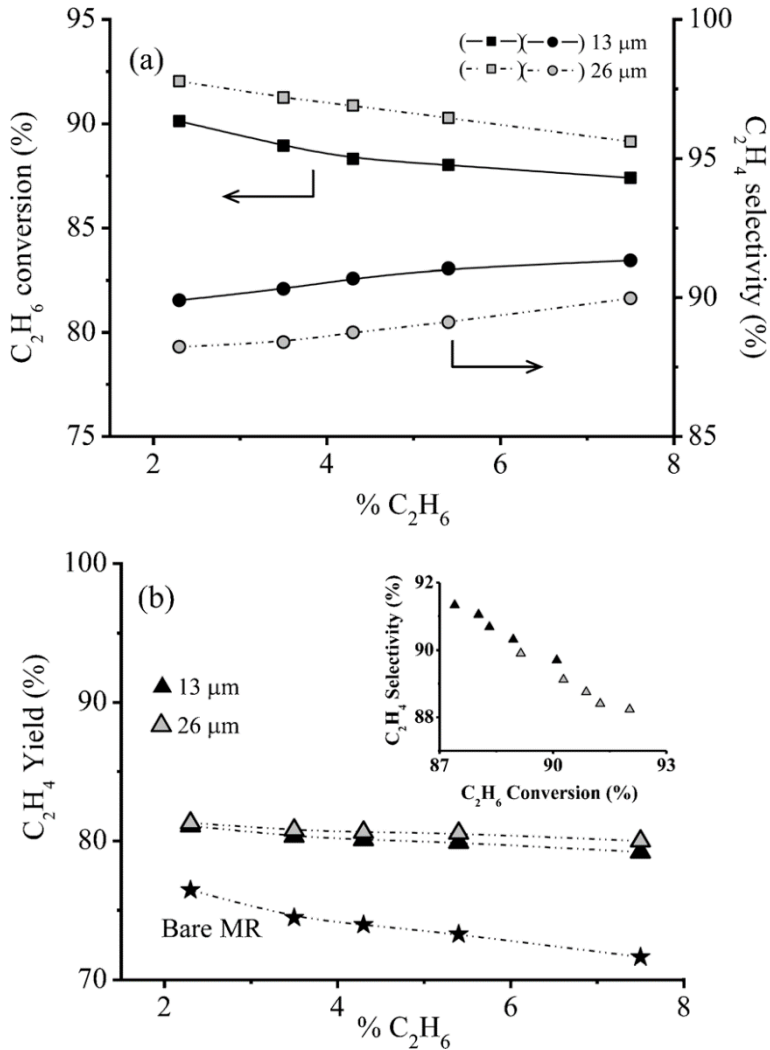 (a)
( ) ( ) 13 μm
( ) ( ) 26 μm
95
90
85
80
75
C₂H₆ conversion (%)
100
95
90
85
C₂H₄ selectivity (%)
2 4 6 8
% C₂H₆
(b)
100
90
80
70
C₂H₄ Yield (%)
13 μm
26 μm
Bare MR
92
90
88
C₂H₄ Selectivity (%)
87 90 93
C₂H₆ Conversion (%)
2 4 6 8
% C₂H₆